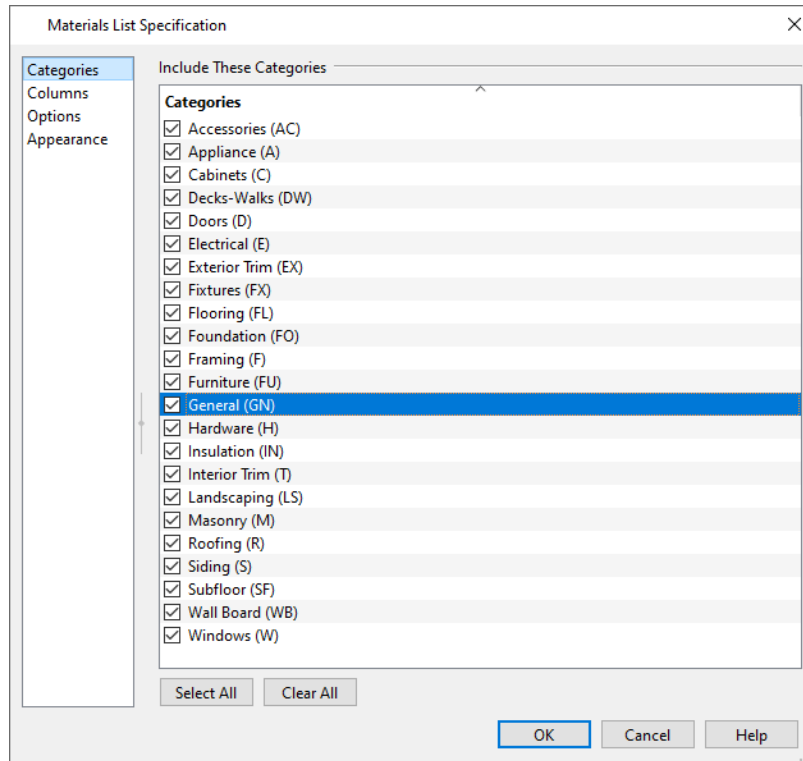 Materials List Specification
Categories
Columns
Options
Appearance
Include These Categories
Categories
Accessories (AC)
Appliance (A)
Cabinets (C)
Decks-Walks (DW)
Doors (D)
Electrical (E)
Exterior Trim (EX)
Fixtures (FX)
Flooring (FL)
Foundation (FO)
Framing (F)
Furniture (FU)
General (GN)
Hardware (H)
Insulation (IN)
Interior Trim (T)
Landscaping (LS)
Masonry (M)
Roofing (R)
Siding (S)
Subfloor (SF)
Wall Board (WB)
Windows (W)
Select All Clear All
OK Cancel Help